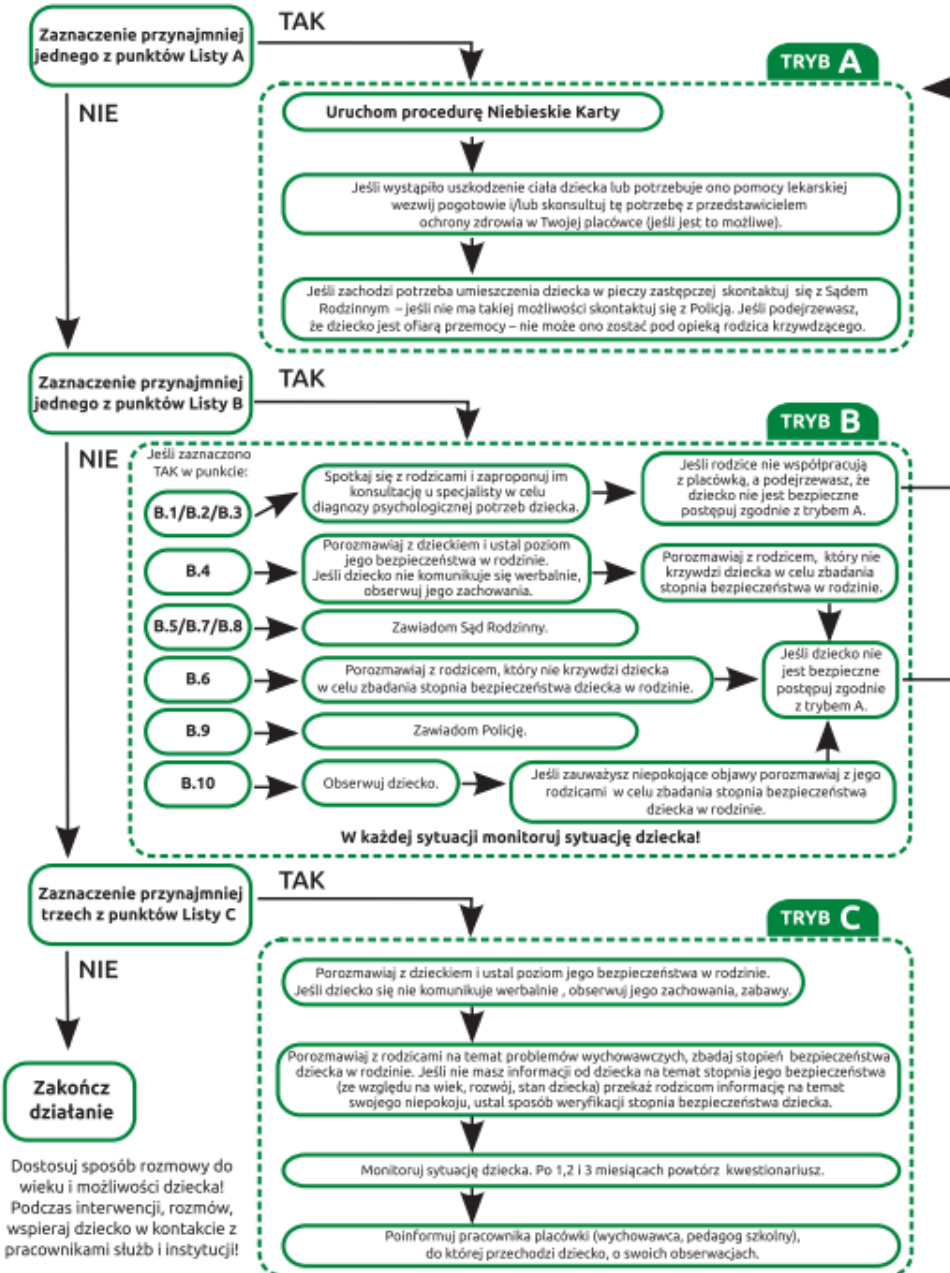 Zaznaczenie przynajmniej
jednego z punktów Listy A
TAK
NIE
TRYB A
Uruchom procedurę Niebieskie Karty
Jeśli wystąpiło uszkodzenie ciała dziecka lub potrzebuje ono pomocy lekarskiej
wezwij pogotowie i/lub skonsultuj tę potrzebę z przedstawicielem
ochrony zdrowia w Twojej placówce (jeśli jest to możliwe).
Jeśli zachodzi potrzeba umieszczenia dziecka w pieczy zastępczej skontaktuj się z Sądem
Rodzinnym – jeśli nie ma takiej możliwości skontaktuj się z Policją. Jeśli podejrzewasz,
że dziecko jest ofiarą przemocy – nie może ono zostać pod opieką rodzica krzywdzącego.
Zaznaczenie przynajmniej
jednego z punktów Listy B
TAK
NIE
TRYB B
Jeśli zaznaczono
TAK w punkcie:
B.1/B.2/B.3
Spotkaj się z rodzicami i zaproponuj im
konsultację u specjalisty w celu
diagnozy psychologicznej potrzeb dziecka.
Jeśli rodzice nie współpracują
z placówką, a podejrzewasz, że
dziecko nie jest bezpieczne
postępuj zgodnie z trybem A.
B.4
Porozmawiaj z dzieckiem i ustal poziom
jego bezpieczeństwa w rodzinie.
Jeśli dziecko nie komunikuje się werbalnie,
obserwuj jego zachowania.
Porozmawiaj z rodzicem, który nie
krzywdzi dziecka w celu zbadania
stopnia bezpieczeństwa w rodzinie.
B.5/B.7/B.8
Zawiadom Sąd Rodzinny.
B.6
Porozmawiaj z rodzicem, który nie krzywdzi dziecka
w celu zbadania stopnia bezpieczeństwa dziecka w rodzinie.
Jeśli dziecko nie
jest bezpieczne
postępuj zgodnie
z trybem A.
B.9
Zawiadom Policję.
B.10
Obserwuj dziecko.
Jeśli zauważysz niepokojące objawy porozmawiaj z jego
rodzicami w celu zbadania stopnia bezpieczeństwa
dziecka w rodzinie.
W każdej sytuacji monitoruj sytuację dziecka!
Zaznaczenie przynajmniej
trzech z punktów Listy C
TAK
NIE
TRYB C
Porozmawiaj z dzieckiem i ustal poziom jego bezpieczeństwa w rodzinie.
Jeśli dziecko się nie komunikuje werbalnie , obserwuj jego zachowania, zabawy.
Porozmawiaj z rodzicami na temat problemów wychowawczych, zbadaj stopień bezpieczeństwa
dziecka w rodzinie. Jeśli nie masz informacji od dziecka na temat stopnia jego bezpieczeństwa
(ze względu na wiek, rozwój, stan dziecka) przekaż rodzicom informację na temat
swojego niepokoju, ustal sposób weryfikacji stopnia bezpieczeństwa dziecka.
Monitoruj sytuację dziecka. Po 1,2 i 3 miesiącach powtórz kwestionariusz.
Poinformuj pracownika placówki (wychowawca, pedagog szkolny),
do której przechodzi dziecko, o swoich obserwacjach.
Zakończ
działanie
Dostosuj sposób rozmowy do
wieku i możliwości dziecka!
Podczas interwencji, rozmów,
wspieraj dziecko w kontakcie z
pracownikami służb i instytucji!